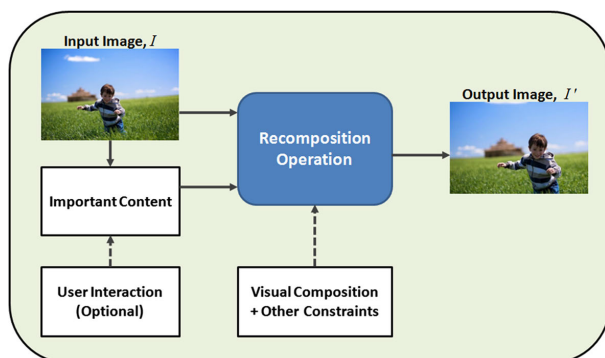 Input Image, I
Output Image, I'
Recomposition
Operation
Important Content
User Interaction
(Optional)
Visual Composition
+ Other Constraints